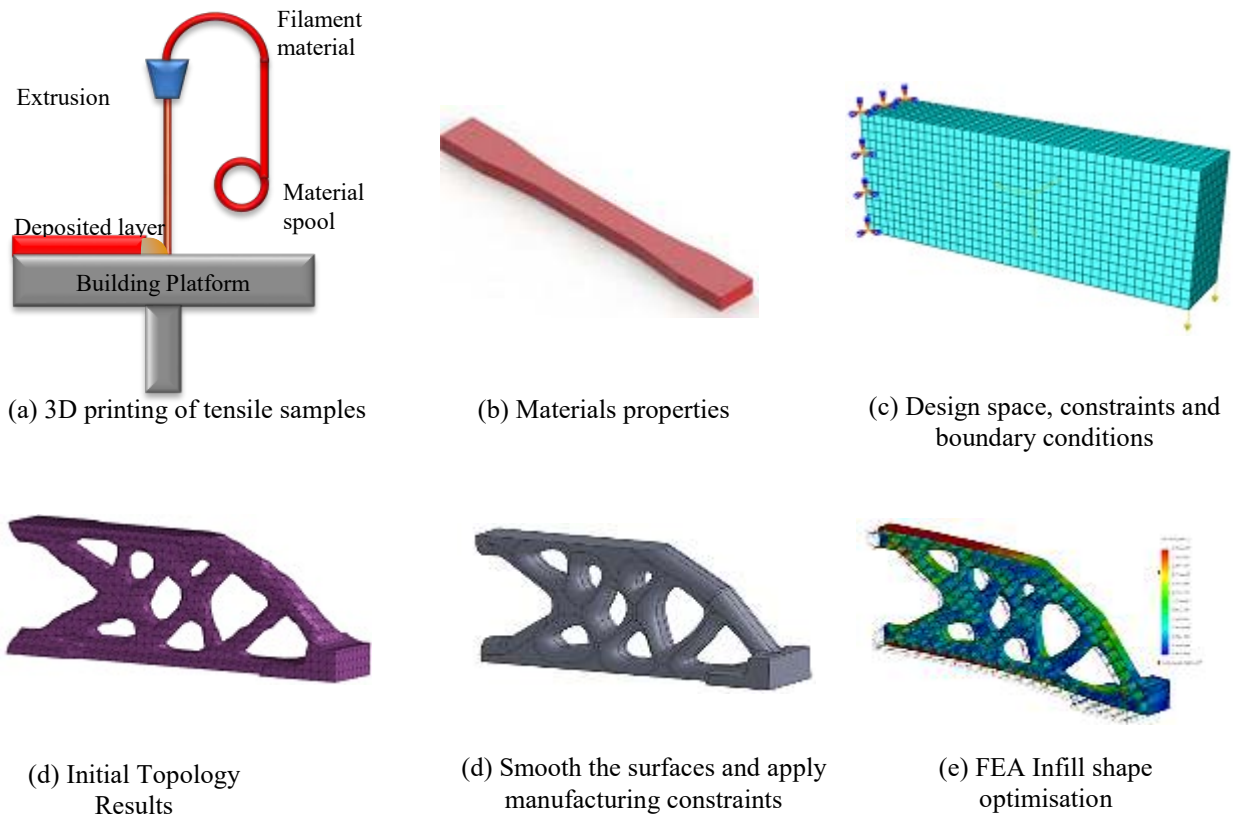 Filament
material
Extrusion
Material
spool
Deposited layer
Building Platform
(a) 3D printing of tensile samples
(b) Materials properties
(c) Design space, constraints and
boundary conditions
(d) Initial Topology
Results
(d) Smooth the surfaces and apply
manufacturing constraints
(e) FEA Infill shape
optimisation